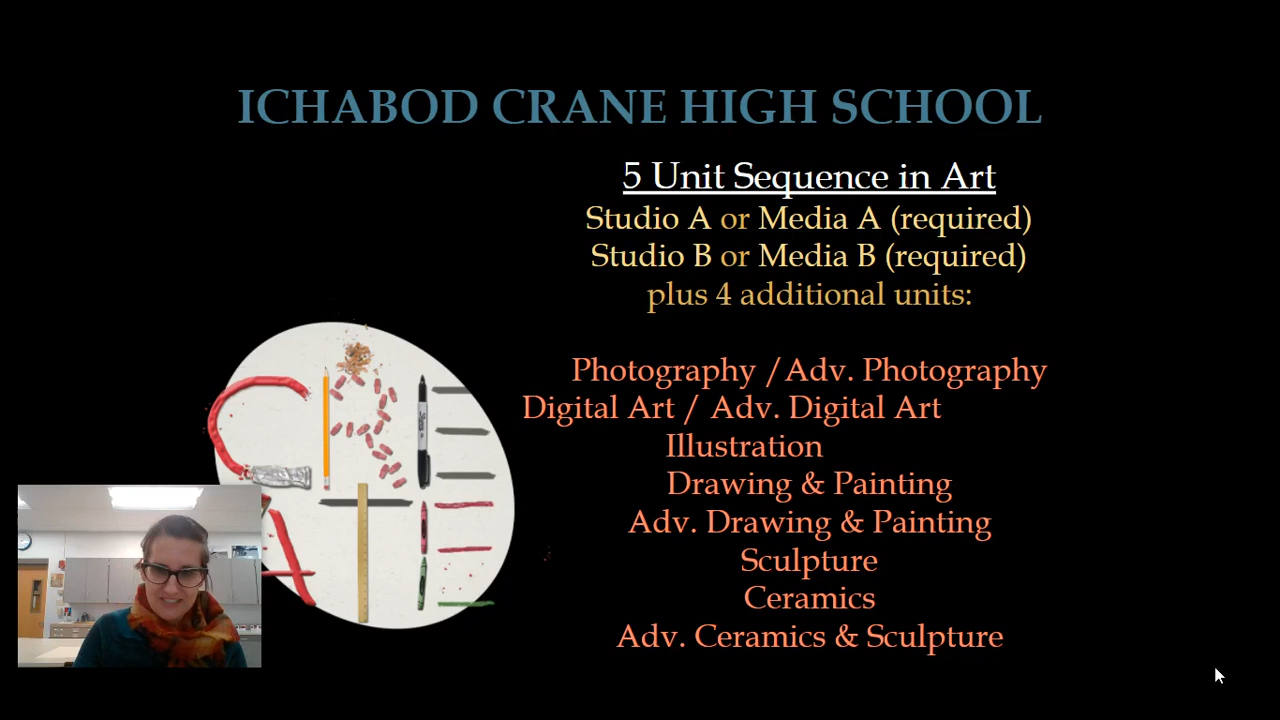 ICHABOD CRANE HIGH SCHOOL
5 Unit Sequence in Art
Studio A or Media A (required)
Studio B or Media B (required)
plus 4 additional units:
Photography /Adv. Photography
Digital Art / Adv. Digital Art
Illustration
Drawing & Painting
Adv. Drawing & Painting
Sculpture
Ceramics
Adv. Ceramics & Sculpture
CREATE
Sharpie